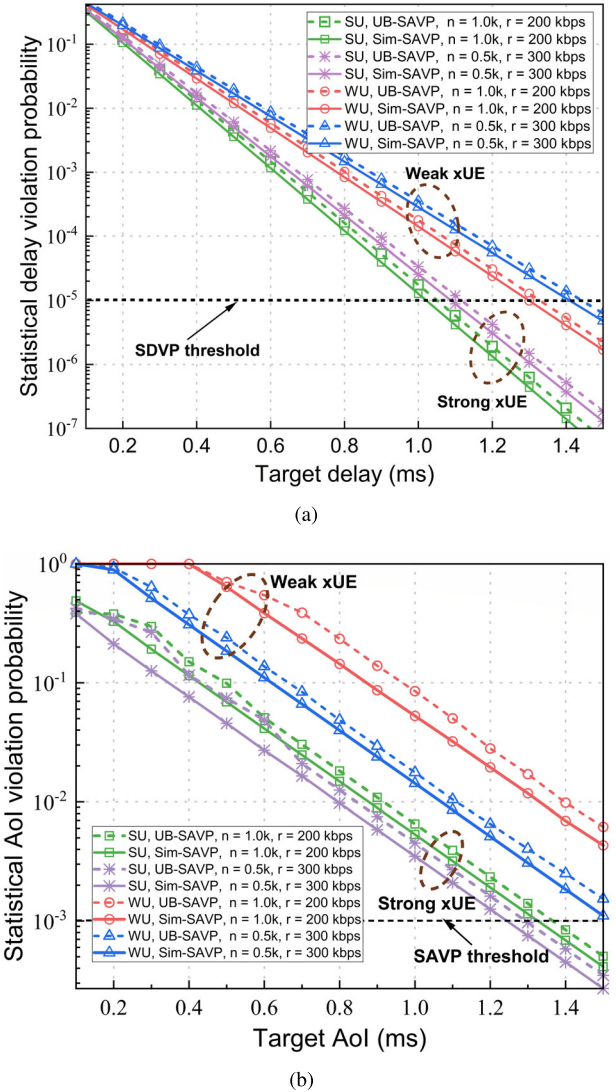 SU, UB-SAVP, n = 1.0k, r = 200 kbps
SU, Sim-SAVP, n = 1.0k, r = 200 kbps
SU, UB-SAVP, n = 0.5k, r = 300 kbps
SU, Sim-SAVP, n = 0.5k, r = 300 kbps
WU, UB-SAVP, n = 1.0k, r = 200 kbps
WU, Sim-SAVP, n = 1.0k, r = 200 kbps
WU, UB-SAVP, n = 0.5k, r = 300 kbps
WU, Sim-SAVP, n = 0.5k, r = 300 kbps
Statistical delay violation probability
10^-1
10^-2
10^-3
10^-4
10^-5
10^-6
10^-7
Weak xUE
SDVP threshold
Strong xUE
0.2 0.4 0.6 0.8 1.0 1.2 1.4
Target delay (ms)
(a)
Statistical AoI violation probability
10^0
10^-1
10^-2
10^-3
Weak xUE
SU, UB-SAVP, n = 1.0k, r = 200 kbps
SU, Sim-SAVP, n = 1.0k, r = 200 kbps
SU, UB-SAVP, n = 0.5k, r = 300 kbps
SU, Sim-SAVP, n = 0.5k, r = 300 kbps
WU, UB-SAVP, n = 1.0k, r = 200 kbps
WU, Sim-SAVP, n = 1.0k, r = 200 kbps
WU, UB-SAVP, n = 0.5k, r = 300 kbps
WU, Sim-SAVP, n = 0.5k, r = 300 kbps
Strong xUE
SAVP threshold
0.2 0.4 0.6 0.8 1.0 1.2 1.4
Target AoI (ms)
(b)